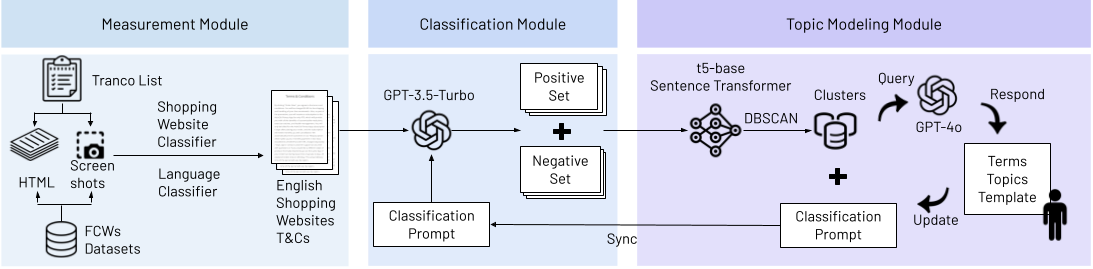 Measurement Module
Classification Module
Topic Modeling Module
Tranco List
HTML
Screen
shots
FCWs
Datasets
Shopping
Website
Classifier
Language
Classifier
Terms & Conditions
English
Shopping
Websites
T&Cs
GPT-3.5-Turbo
Classification
Prompt
Positive
Set
Negative
Set
t5-base
Sentence Transformer
DBSCAN
Clusters
Query
GPT-4o
Respond
Terms
Topics
Template
Update
Classification
Prompt
Sync